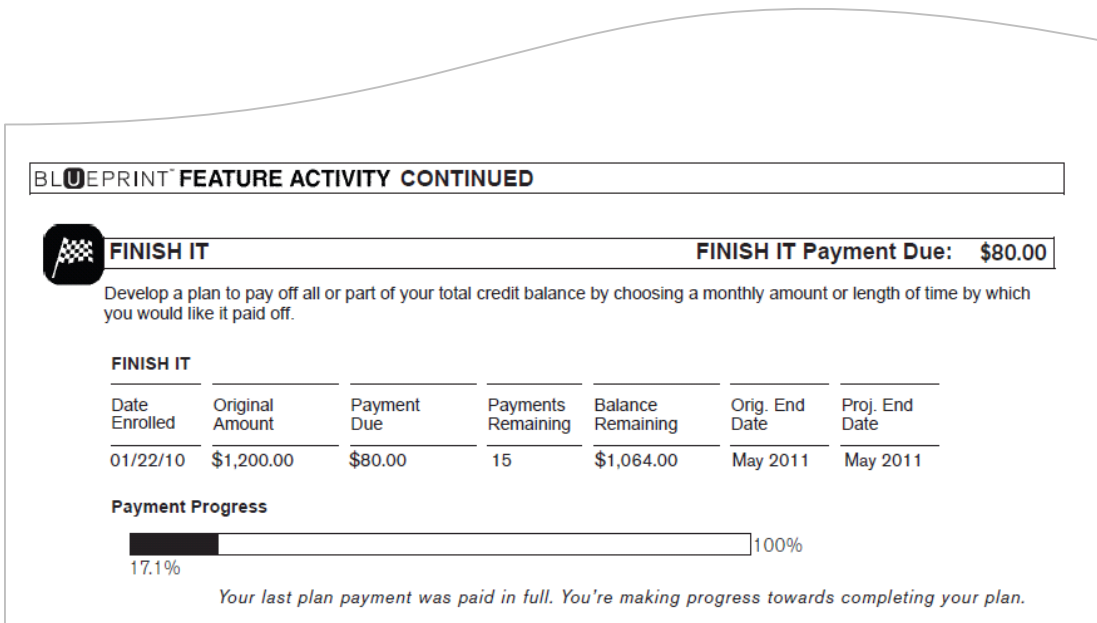 BLUEPRINT™ FEATURE ACTIVITY CONTINUED
FINISH IT FINISH IT Payment Due: $80.00
Develop a plan to pay off all or part of your total credit balance by choosing a monthly amount or length of time by which
you would like it paid off.
FINISH IT
Date Original Payment Payments Balance Orig. End Proj. End
Enrolled Amount Due Remaining Remaining Date Date
01/22/10 $1,200.00 $80.00 15 $1,064.00 May 2011 May 2011
Payment Progress
100%
17.1%
Your last plan payment was paid in full. You're making progress towards completing your plan.